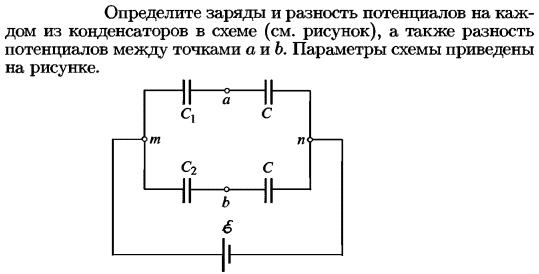 Определите заряды и разность потенциалов на каж-
дом из конденсаторов в схеме (см. рисунок), а также разность
потенциалов между точками a и b. Параметры схемы приведены
на рисунке.
C₁ a C
m n
C₂ b C
ℰ